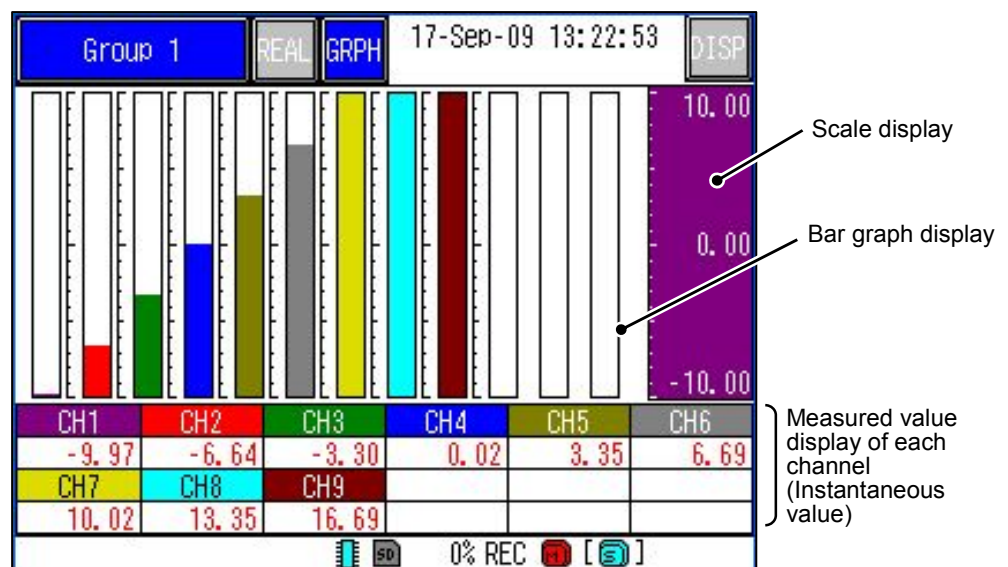 Group 1 REAL GRPH 17-Sep-09 13:22:53 DISP
10.00
Scale display
0.00
Bar graph display
-10.00
CH1 CH2 CH3 CH4 CH5 CH6
-9.97 -6.64 -3.30 0.02 3.35 6.69
CH7 CH8 CH9
10.02 13.35 16.69
Measured value
display of each
channel
(Instantaneous
value)
SD 0% REC M [S]